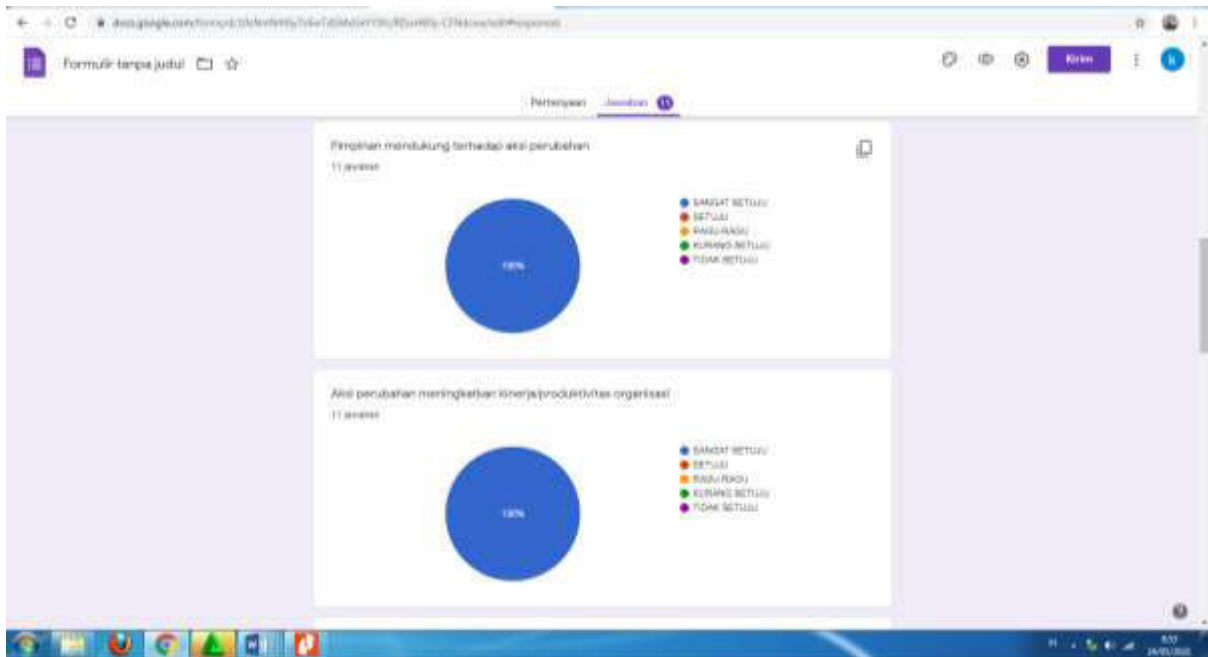 Formulir tanpa judul
Kirim
Pertanyaan Jawaban 11
Pimpinan mendukung terhadap aksi perubahan
11 jawaban
100%
SANGAT SETUJU
SETUJU
RAGU-RAGU
KURANG SETUJU
TIDAK SETUJU
Aksi perubahan meningkatkan kinerja/produktivitas organisasi
11 jawaban
100%
SANGAT SETUJU
SETUJU
RAGU-RAGU
KURANG SETUJU
TIDAK SETUJU